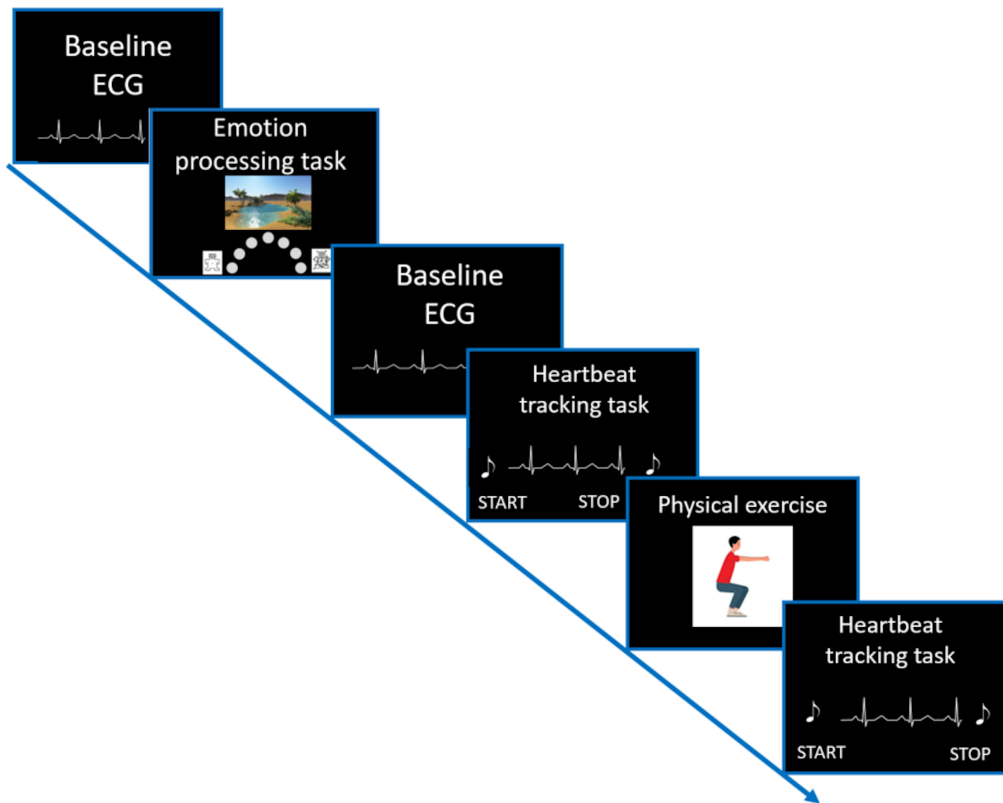 Baseline
ECG
Emotion
processing task
Baseline
ECG
Heartbeat
tracking task
START STOP
Physical exercise
Heartbeat
tracking task
START STOP